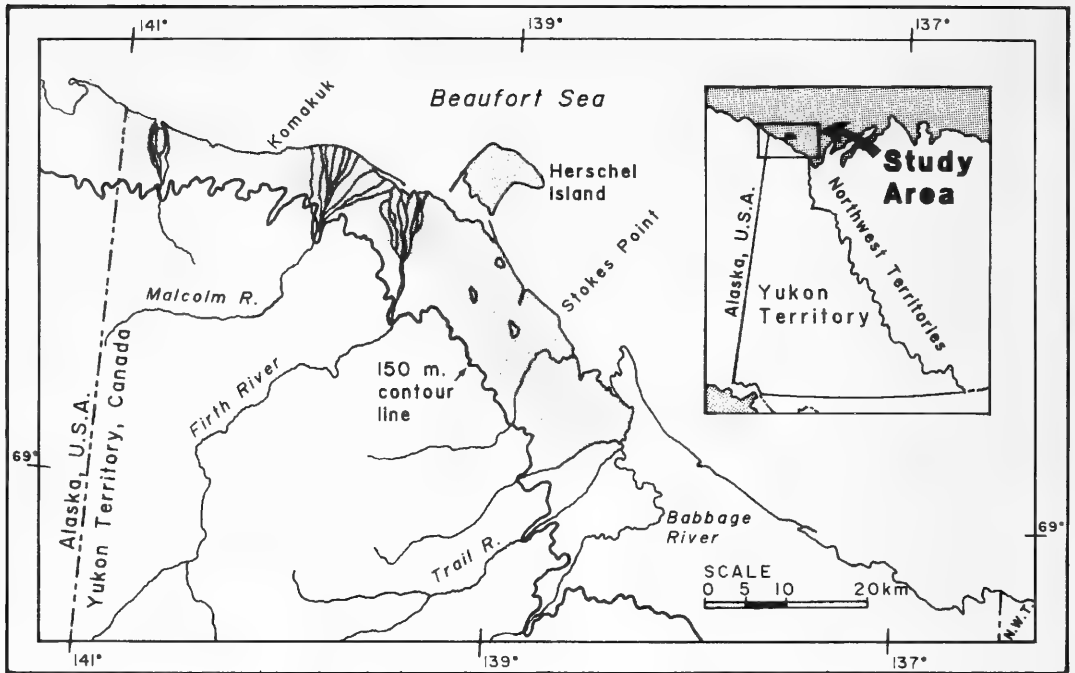 141°
139°
137°
Beaufort Sea
Komakuk
Herschel
Island
Stokes Point
Malcolm R.
Firth River
150 m.
contour
line
Alaska, U.S.A.
Yukon Territory, Canada
69°
Trail R.
Babbage
River
69°
SCALE
0 5 10 20 km
N.W.T.
141°
139°
137°
Study
Area
Alaska, U.S.A.
Yukon
Territory
Northwest Territories